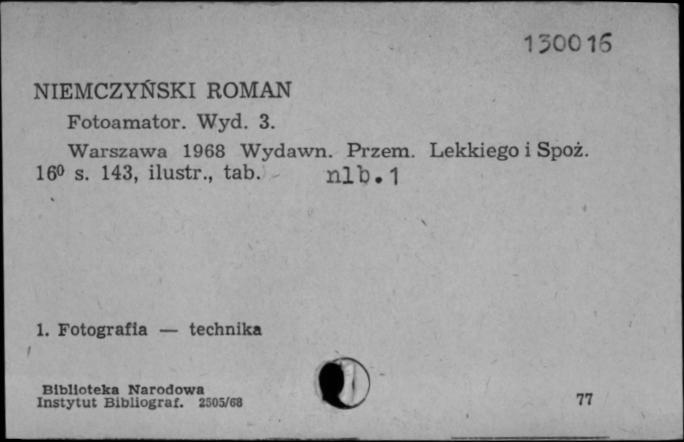 130016
NIEMCZYŃSKI ROMAN
Fotoamator. Wyd. 3.
Warszawa 1968 Wydawn. Przem. Lekkiego i Spoż.
16⁰ s. 143, ilustr., tab. nlb.1
1. Fotografia — technika
Biblioteka Narodowa
Instytut Bibliograf. 2505/68
77